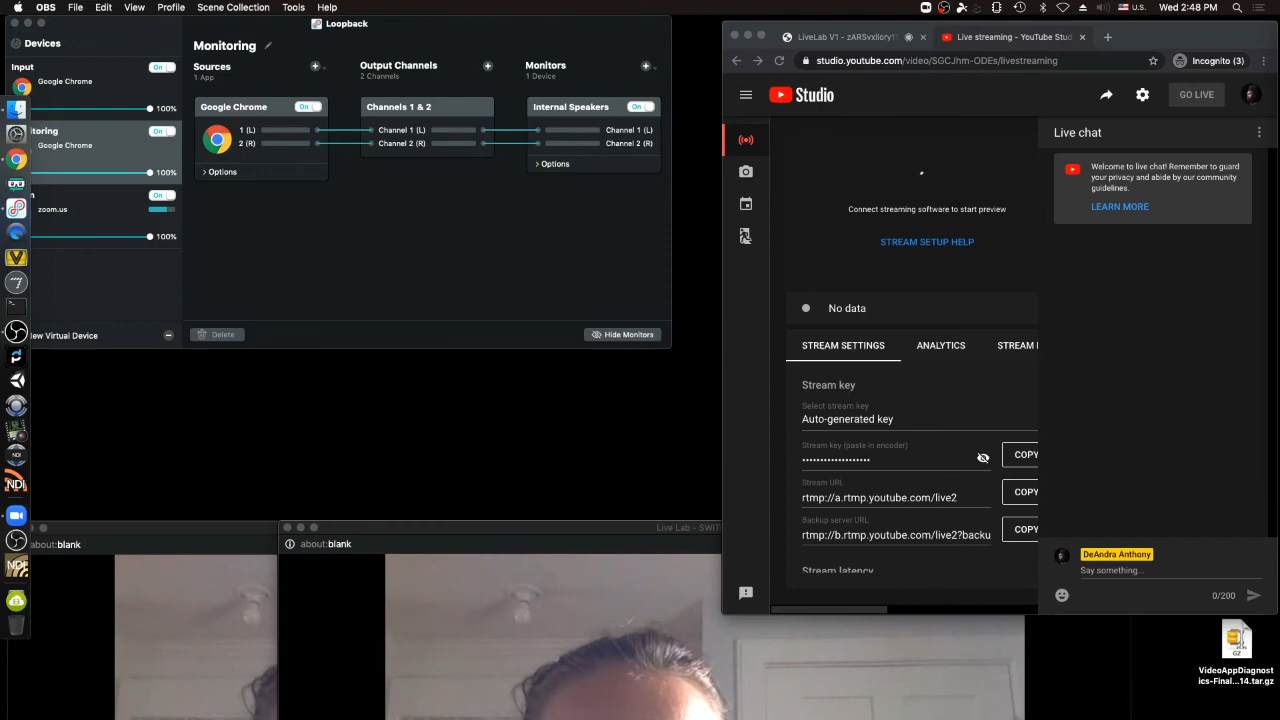 OBS File Edit View Profile Scene Collection Tools Help
U.S. Wed 2:48 PM
Loopback
Devices
Input On
Google Chrome
100%
itoring On
Google Chrome
100%
n On
zoom.us
100%
ew Virtual Device
Monitoring
Sources
1 App
Output Channels
2 Channels
Monitors
1 Device
Google Chrome On
1 (L)
2 (R)
Options
Channels 1 & 2
Channel 1 (L)
Channel 2 (R)
Internal Speakers On
Channel 1 (L)
Channel 2 (R)
Options
Delete
Hide Monitors
LiveLab V1 - zARSvxliory1
Live streaming - YouTube Stud
studio.youtube.com/video/SGCJhm-ODEs/livestreaming
Incognito (3)
Studio
GO LIVE
Connect streaming software to start preview
STREAM SETUP HELP
No data
STREAM SETTINGS ANALYTICS STREAM
Stream key
Select stream key
Auto-generated key
Stream key (paste in encoder)
•••••••••••••••••••
COPY
Stream URL
rtmp://a.rtmp.youtube.com/live2
COPY
Backup server URL
rtmp://b.rtmp.youtube.com/live2?backu
COPY
Stream latency
Live chat
Welcome to live chat! Remember to guard
your privacy and abide by our community
guidelines.
LEARN MORE
DeAndra Anthony
Say something...
0/200
about:blank
Live Lab - SWITC
about:blank
NDI
NDI
NDI
GZ
VideoAppDiagnost
ics-Final...14.tar.gz